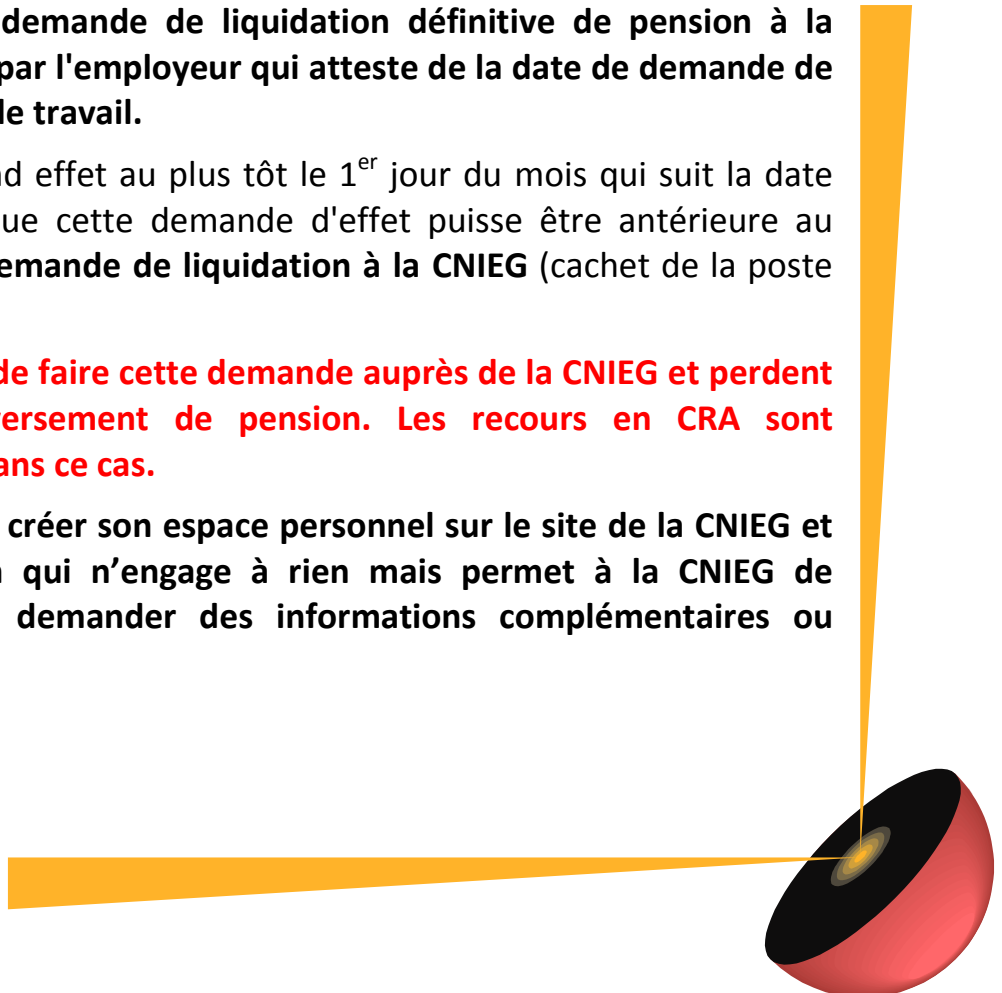 demande de liquidation définitive de pension à la
par l'employeur qui atteste de la date de demande de
de travail.
d effet au plus tôt le 1er jour du mois qui suit la date
ue cette demande d'effet puisse être antérieure au
emande de liquidation à la CNIEG (cachet de la poste
de faire cette demande auprès de la CNIEG et perdent
ersement de pension. Les recours en CRA sont
ans ce cas.
créer son espace personnel sur le site de la CNIEG et
qui n’engage à rien mais permet à la CNIEG de
demander des informations complémentaires ou